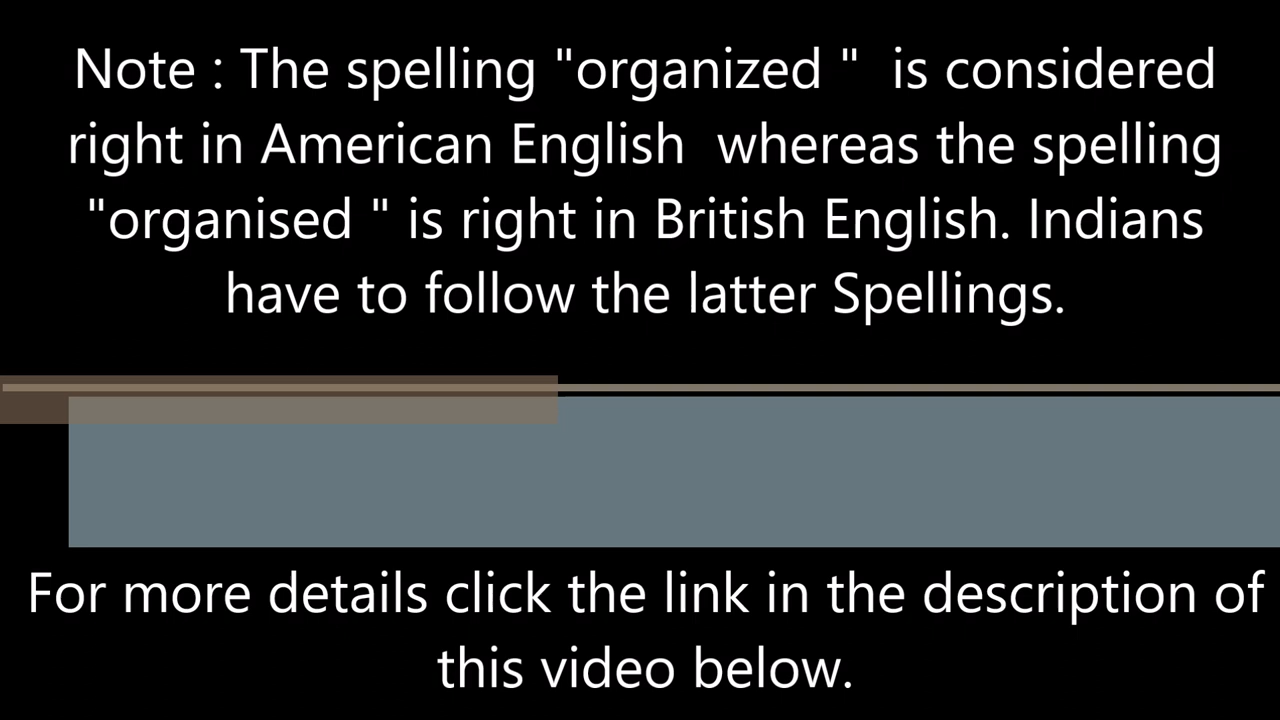 Note : The spelling "organized "  is considered
right in American English  whereas the spelling
"organised " is right in British English. Indians
have to follow the latter Spellings.
For more details click the link in the description of
this video below.